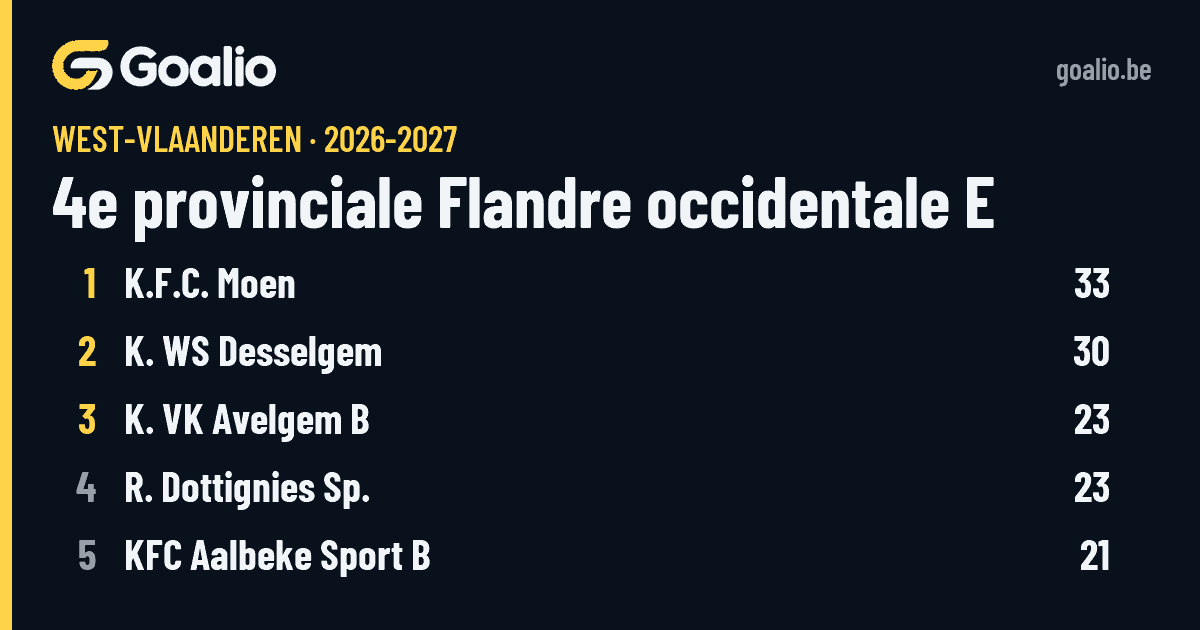 Goalio
goalio.be
WEST-VLAANDEREN · 2026-2027
4e provinciale Flandre occidentale E
1 K.F.C. Moen 33
2 K. WS Desselgem 30
3 K. VK Avelgem B 23
4 R. Dottignies Sp. 23
5 KFC Aalbeke Sport B 21